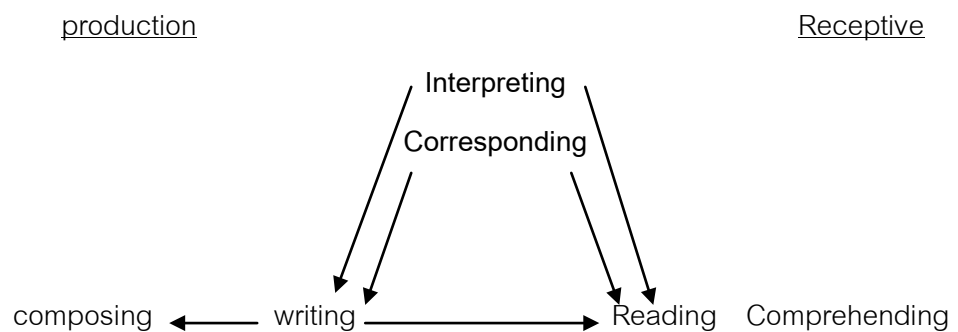 production Receptive
Interpreting
Corresponding
composing writing Reading Comprehending